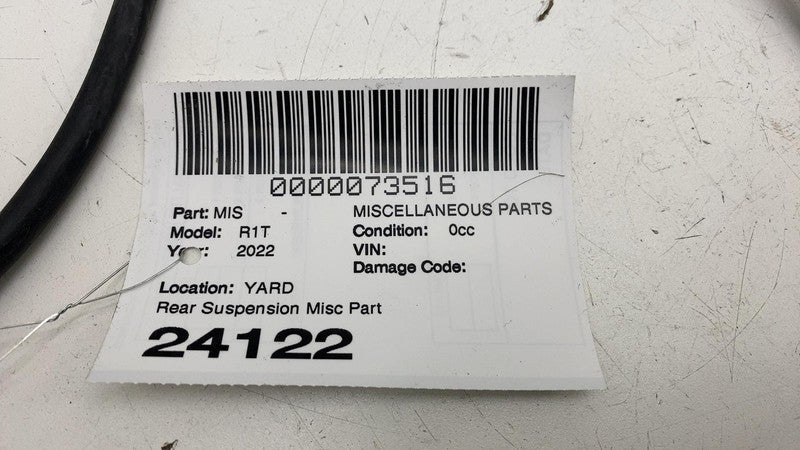 0000073516
Part: MIS - MISCELLANEOUS PARTS
Model: R1T Condition: 0cc
Year: 2022 VIN:
Damage Code:
Location: YARD
Rear Suspension Misc Part
24122